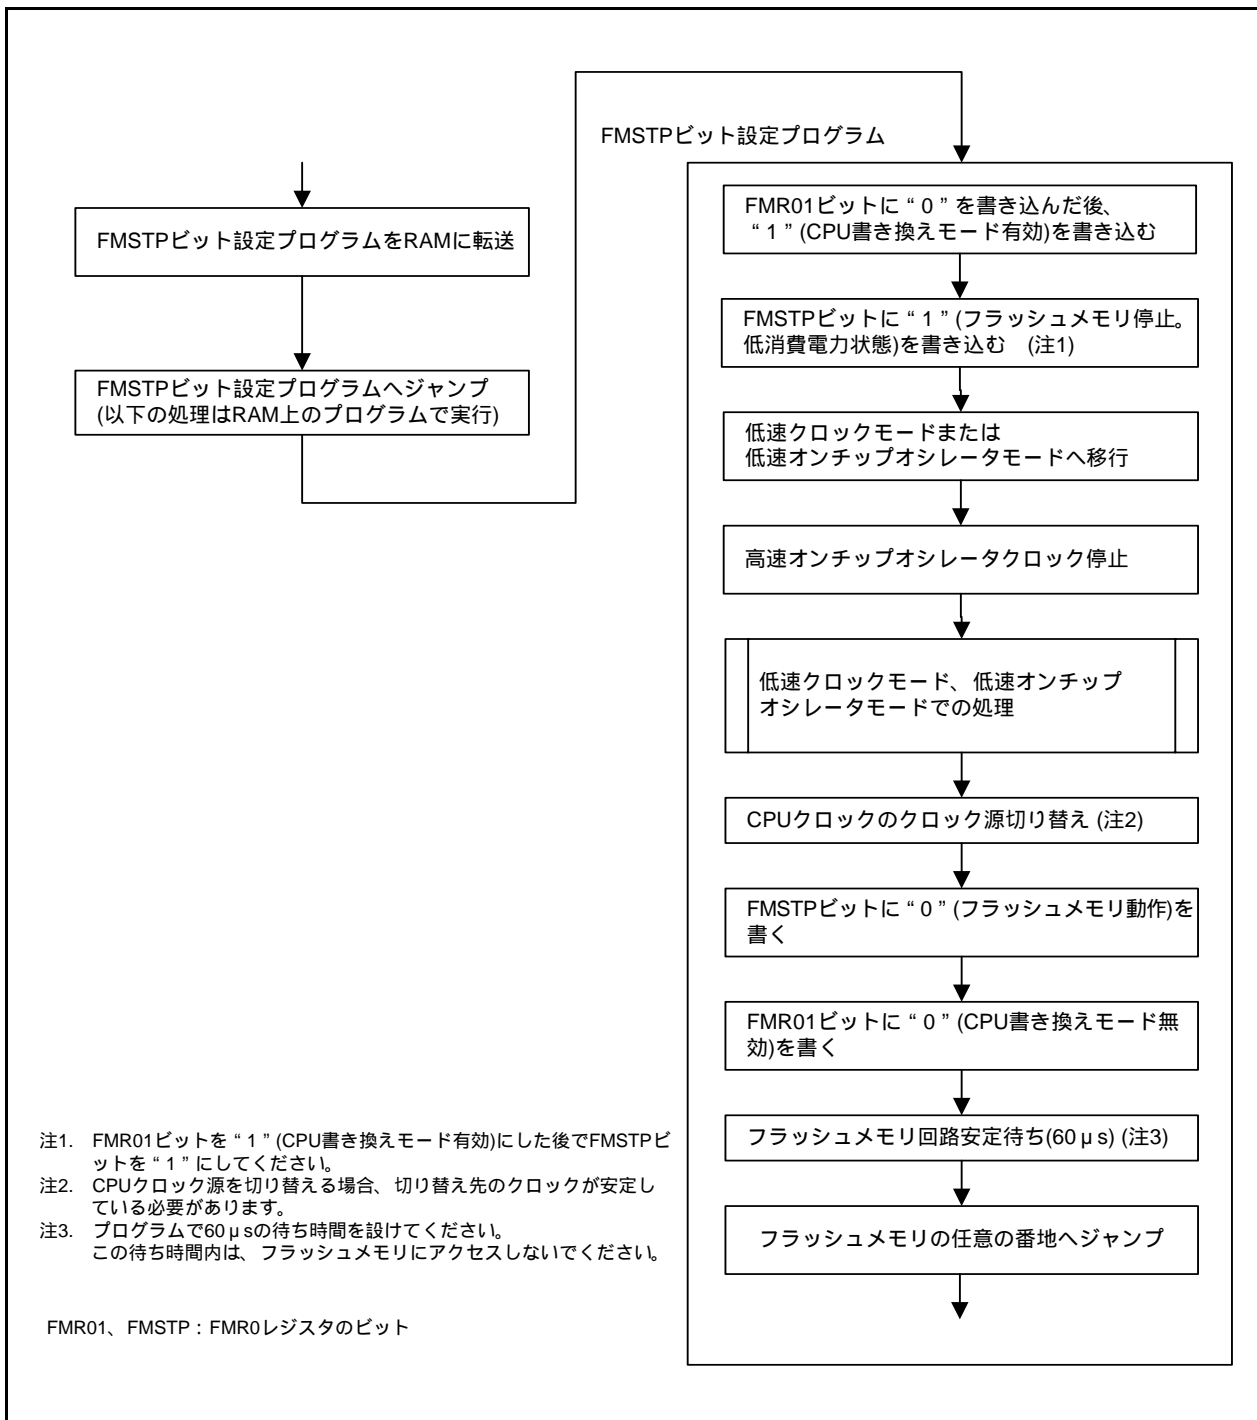 FMSTPビット設定プログラムをRAMに転送
FMSTPビット設定プログラムへジャンプ
(以下の処理はRAM上のプログラムで実行)
FMSTPビット設定プログラム
FMR01ビットに“0”を書き込んだ後、
“1”(CPU書き換えモード有効)を書き込む
FMSTPビットに“1”(フラッシュメモリ停止。
低消費電力状態)を書き込む (注1)
低速クロックモードまたは
低速オンチップオシレータモードへ移行
高速オンチップオシレータクロック停止
低速クロックモード、低速オンチップ
オシレータモードでの処理
CPUクロックのクロック源切り替え (注2)
FMSTPビットに“0”(フラッシュメモリ動作)を
書く
FMR01ビットに“0”(CPU書き換えモード無
効)を書く
フラッシュメモリ回路安定待ち(60μs) (注3)
フラッシュメモリの任意の番地へジャンプ
注1. FMR01ビットを“1”(CPU書き換えモード有効)にした後でFMSTPビ
ットを“1”にしてください。
注2. CPUクロック源を切り替える場合、切り替え先のクロックが安定し
ている必要があります。
注3. プログラムで60μsの待ち時間を設けてください。
この待ち時間内は、フラッシュメモリにアクセスしないでください。
FMR01、FMSTP:FMR0レジスタのビット